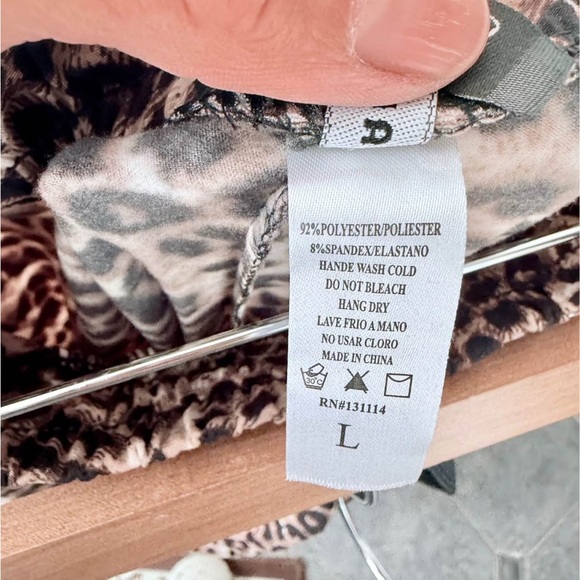 92%POLYESTER/POLIESTER
8%SPANDEX/ELASTANO
HANDE WASH COLD
DO NOT BLEACH
HANG DRY
LAVE FRIO A MANO
NO USAR CLORO
MADE IN CHINA
30°C
RN#131114
L